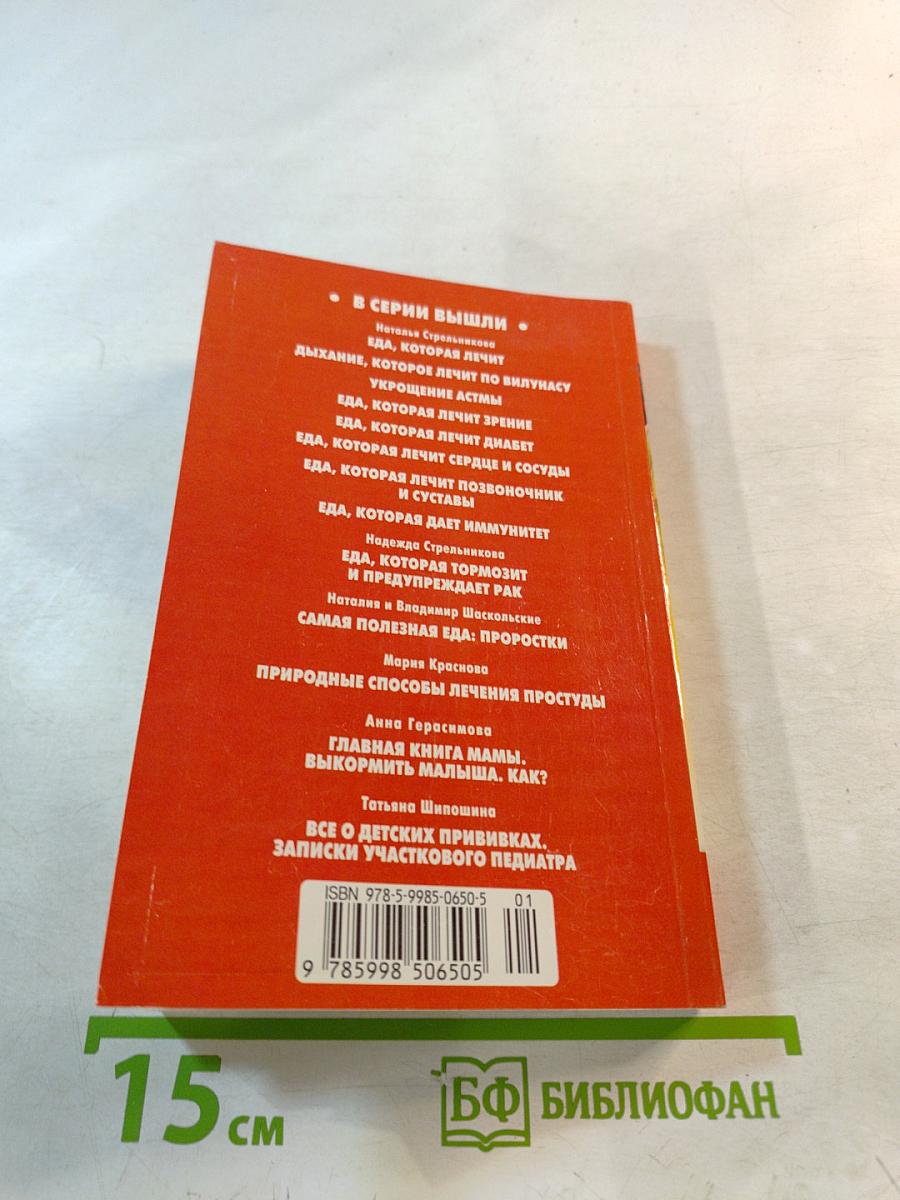 • В СЕРИИ ВЫШЛИ •
Наталья Стрельникова
ЕДА, КОТОРАЯ ЛЕЧИТ
ДЫХАНИЕ, КОТОРОЕ ЛЕЧИТ ПО ВИЛУНАСУ
УКРОЩЕНИЕ АСТМЫ
ЕДА, КОТОРАЯ ЛЕЧИТ ЗРЕНИЕ
ЕДА, КОТОРАЯ ЛЕЧИТ ДИАБЕТ
ЕДА, КОТОРАЯ ЛЕЧИТ СЕРДЦЕ И СОСУДЫ
ЕДА, КОТОРАЯ ЛЕЧИТ ПОЗВОНОЧНИК
И СУСТАВЫ
ЕДА, КОТОРАЯ ДАЕТ ИММУНИТЕТ
Надежда Стрельникова
ЕДА, КОТОРАЯ ТОРМОЗИТ
И ПРЕДУПРЕЖДАЕТ РАК
Наталия и Владимир Шаскольские
САМАЯ ПОЛЕЗНАЯ ЕДА: ПРОРОСТКИ
Мария Краснова
ПРИРОДНЫЕ СПОСОБЫ ЛЕЧЕНИЯ ПРОСТУДЫ
Анна Герасимова
ГЛАВНАЯ КНИГА МАМЫ.
ВЫКОРМИТЬ МАЛЫША. КАК?
Татьяна Шипошина
ВСЕ О ДЕТСКИХ ПРИВИВКАХ.
ЗАПИСКИ УЧАСТКОВОГО ПЕДИАТРА
ISBN 978-5-9985-0650-5 01
9 785998 506505
15 см
БФ БИБЛИОФАН